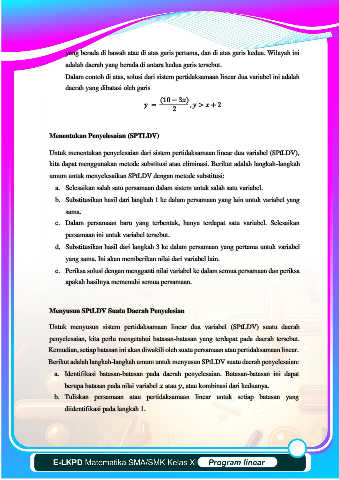 yang berada di bawah atau di atas garis pertama, dan di atas garis kedua. Wilayah ini
adalah daerah yang berada di antara kedua garis tersebut.
Dalam contoh di atas, solusi dari sistem pertidaksamaan linear dua variabel ini adalah
daerah yang dibatasi oleh garis
y = (10 − 3x)/2 , y > x + 2
Menentukan Penyelesaian (SPTLDV)
Untuk menentukan penyelesaian dari sistem pertidaksamaan linear dua variabel (SPtLDV),
kita dapat menggunakan metode substitusi atau eliminasi. Berikut adalah langkah-langkah
umum untuk menyelesaikan SPtLDV dengan metode substitusi:
a. Selesaikan salah satu persamaan dalam sistem untuk salah satu variabel.
b. Substitusikan hasil dari langkah 1 ke dalam persamaan yang lain untuk variabel yang
sama.
c. Dalam persamaan baru yang terbentuk, hanya terdapat satu variabel. Selesaikan
persamaan ini untuk variabel tersebut.
d. Substitusikan hasil dari langkah 3 ke dalam persamaan yang pertama untuk variabel
yang sama. Ini akan memberikan nilai dari variabel lain.
e. Periksa solusi dengan mengganti nilai variabel ke dalam semua persamaan dan periksa
apakah hasilnya memenuhi semua persamaan.
Menyusun SPtLDV Suatu Daerah Penyelesian
Untuk menyusun sistem pertidaksamaan linear dua variabel (SPtLDV) suatu daerah
penyelesaian, kita perlu mengetahui batasan-batasan yang terdapat pada daerah tersebut.
Kemudian, setiap batasan ini akan diwakili oleh suatu persamaan atau pertidaksamaan linear.
Berikut adalah langkah-langkah umum untuk menyusun SPtLDV suatu daerah penyelesaian:
a. Identifikasi batasan-batasan pada daerah penyelesaian. Batasan-batasan ini dapat
berupa batasan pada nilai variabel x atau y, atau kombinasi dari keduanya.
b. Tuliskan persamaan atau pertidaksamaan linear untuk setiap batasan yang
diidentifikasi pada langkah 1.
E-LKPD Matematika SMA/SMK Kelas X Program linear